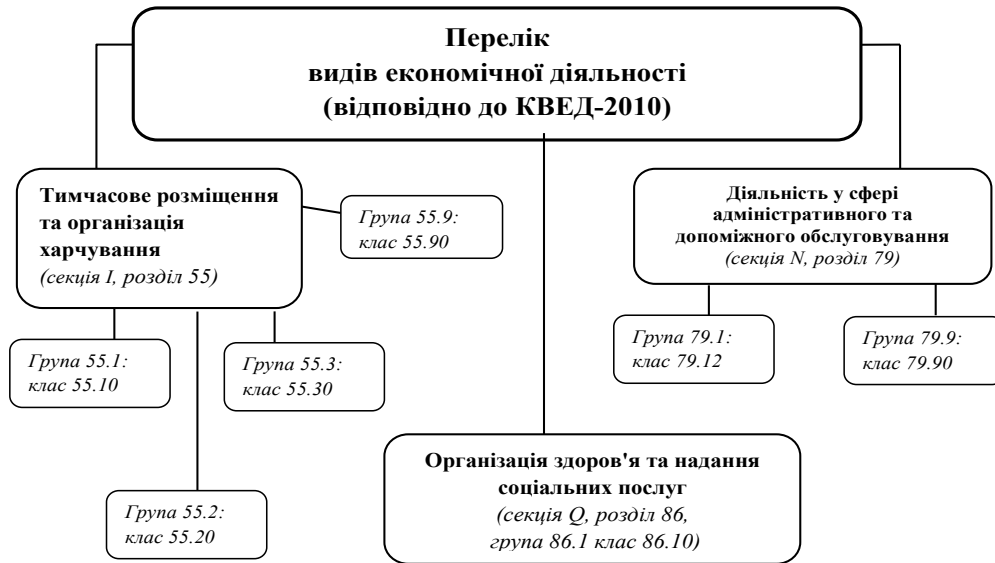 Перелік
видів економічної діяльності
(відповідно до КВЕД-2010)
Тимчасове розміщення
та організація
харчування
(секція I, розділ 55)
Група 55.9:
клас 55.90
Діяльність у сфері
адміністративного та
допоміжного обслуговування
(секція N, розділ 79)
Група 55.1:
клас 55.10
Група 55.3:
клас 55.30
Група 79.1:
клас 79.12
Група 79.9:
клас 79.90
Група 55.2:
клас 55.20
Організація здоров'я та надання
соціальних послуг
(секція Q, розділ 86,
група 86.1 клас 86.10)